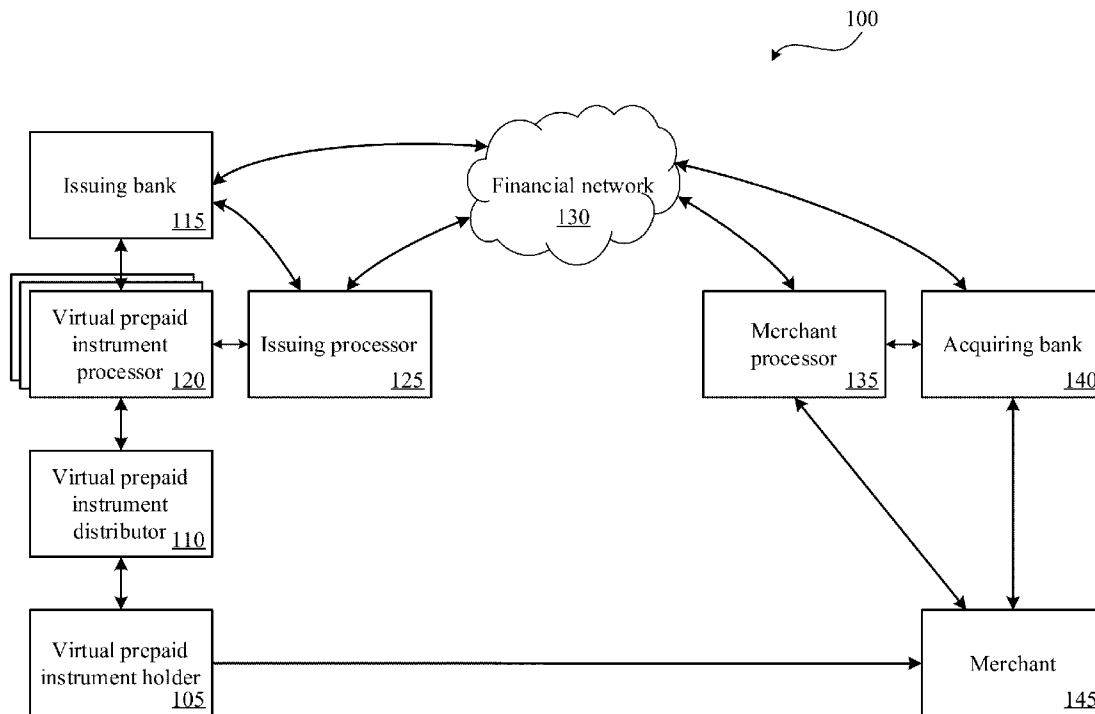 100
Issuing bank
115
Financial network
130
Virtual prepaid
instrument
processor
120
Issuing processor
125
Merchant
processor
135
Acquiring bank
140
Virtual prepaid
instrument
distributor
110
Virtual prepaid
instrument holder
105
Merchant
145